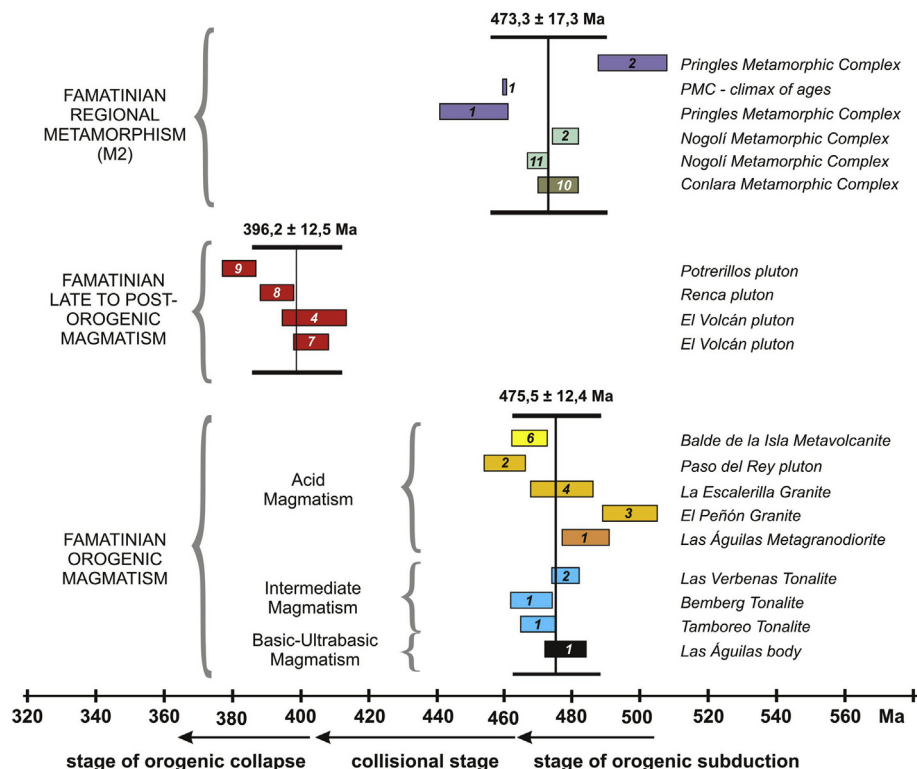 473,3 ± 17,3 Ma
FAMATINIAN
REGIONAL
METAMORPHISM
(M2)
2 Pringles Metamorphic Complex
1 PMC - climax of ages
1 Pringles Metamorphic Complex
2 Nogolí Metamorphic Complex
11 Nogolí Metamorphic Complex
10 Conlara Metamorphic Complex
396,2 ± 12,5 Ma
FAMATINIAN
LATE TO POST-
OROGENIC
MAGMATISM
9 Potrerillos pluton
8 Renca pluton
4 El Volcán pluton
7 El Volcán pluton
475,5 ± 12,4 Ma
FAMATINIAN
OROGENIC
MAGMATISM
Acid
Magmatism
6 Balde de la Isla Metavolcanite
2 Paso del Rey pluton
4 La Escalerilla Granite
3 El Peñón Granite
1 Las Águilas Metagranodiorite
Intermediate
Magmatism
2 Las Verbenas Tonalite
1 Bemberg Tonalite
1 Tamboreo Tonalite
Basic-Ultrabasic
Magmatism
1 Las Águilas body
320 340 360 380 400 420 440 460 480 500 520 540 560 Ma
stage of orogenic collapse collisional stage stage of orogenic subduction